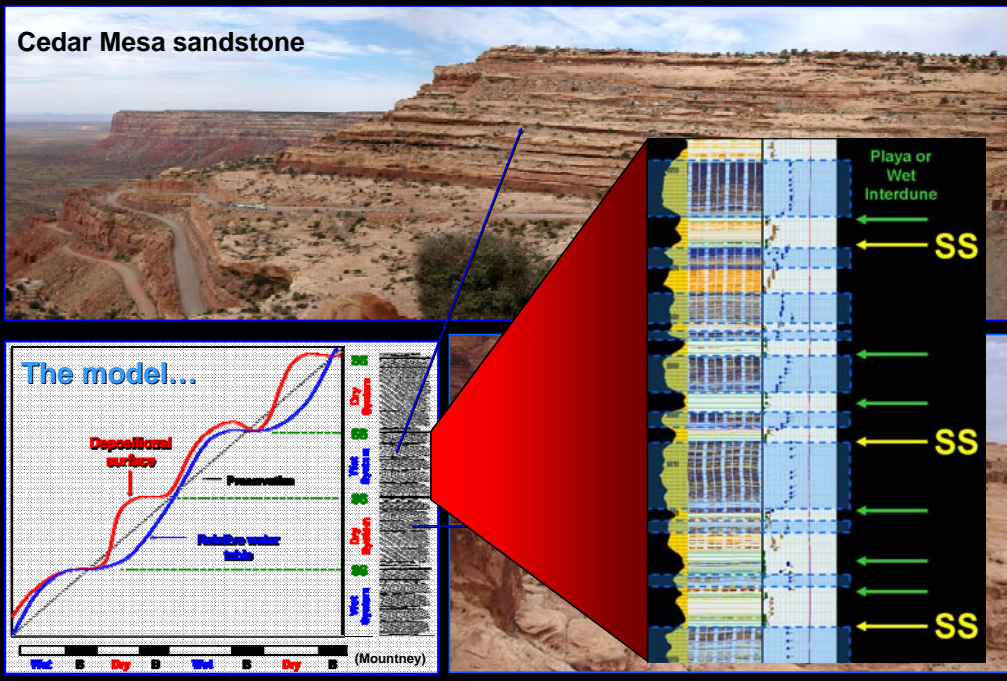 Cedar Mesa sandstone
Playa or
Wet
Interdune
SS
SS
SS
The model...
Depositional
surface
Preservation
Relative water
table
SS
Dry
System
SS
Wet
System
SS
Dry
System
SS
Wet
System
Wet B Dry B Wet B Dry B
(Mountney)